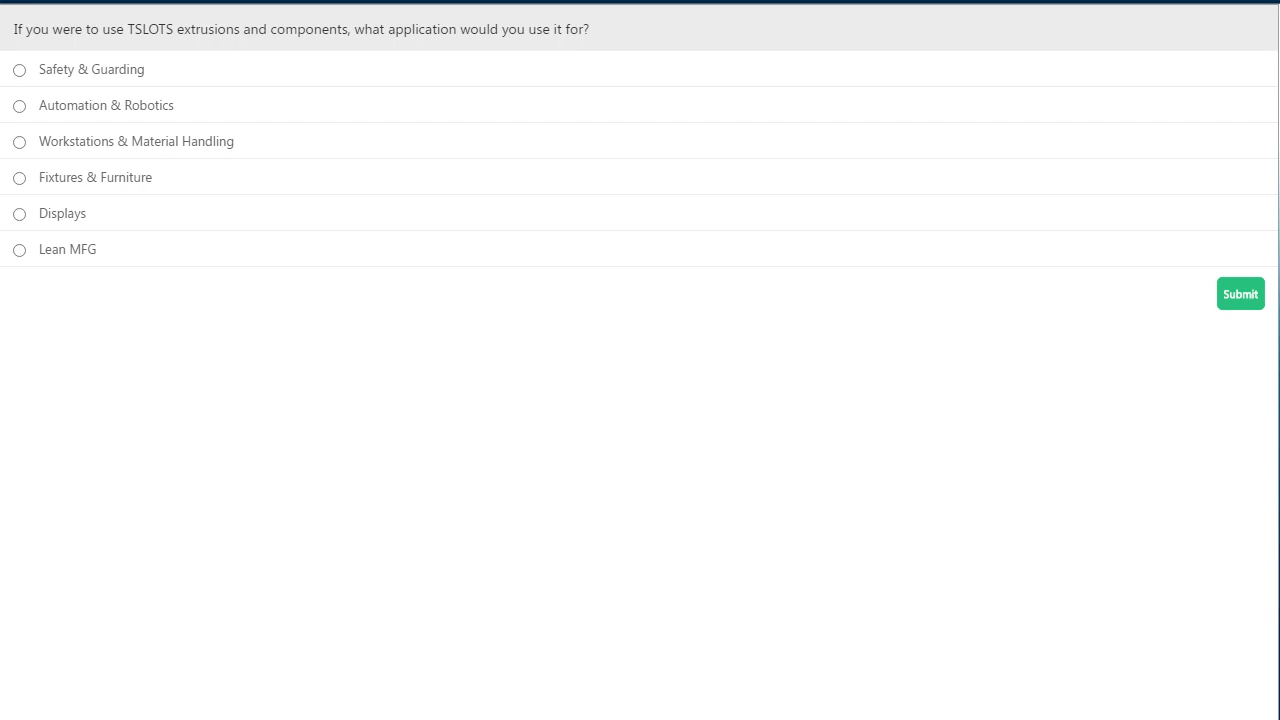 If you were to use TSLOTS extrusions and components, what application would you use it for?
Safety & Guarding
Automation & Robotics
Workstations & Material Handling
Fixtures & Furniture
Displays
Lean MFG
Submit